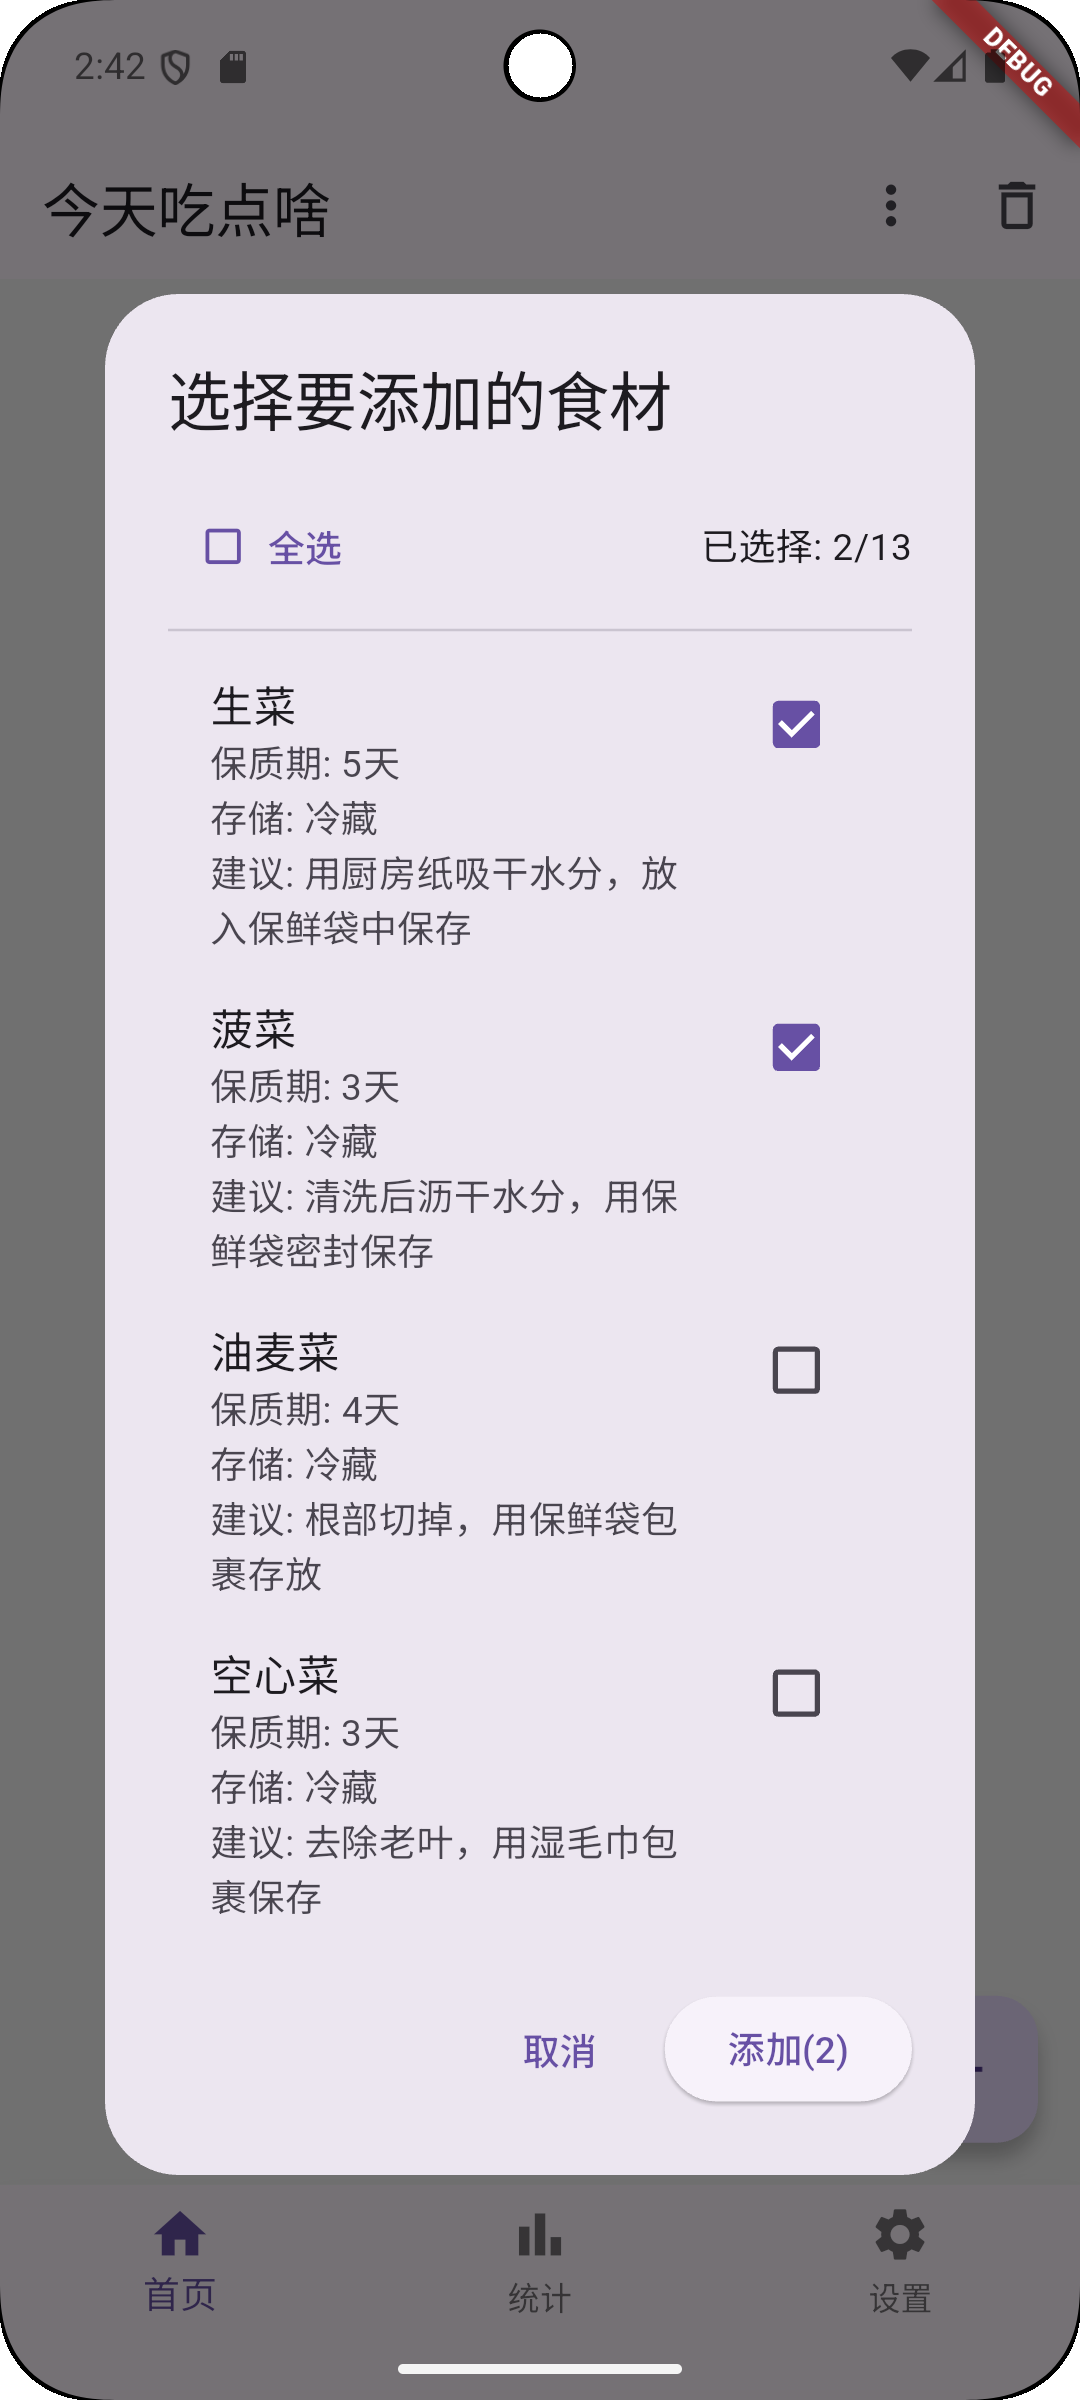 2:42
DEBUG
今天吃点啥
选择要添加的食材
全选
已选择: 2/13
生菜
保质期: 5天
存储: 冷藏
建议: 用厨房纸吸干水分，放
入保鲜袋中保存
菠菜
保质期: 3天
存储: 冷藏
建议: 清洗后沥干水分，用保
鲜袋密封保存
油麦菜
保质期: 4天
存储: 冷藏
建议: 根部切掉，用保鲜袋包
裹存放
空心菜
保质期: 3天
存储: 冷藏
建议: 去除老叶，用湿毛巾包
裹保存
取消
添加(2)
首页
统计
设置